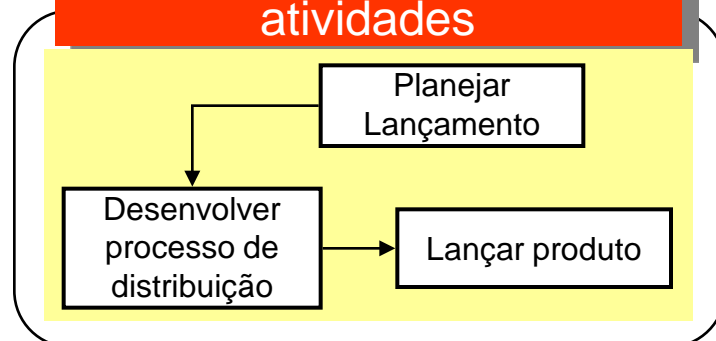 atividades
Planejar
Lançamento
Desenvolver
processo de
distribuição
Lançar produto